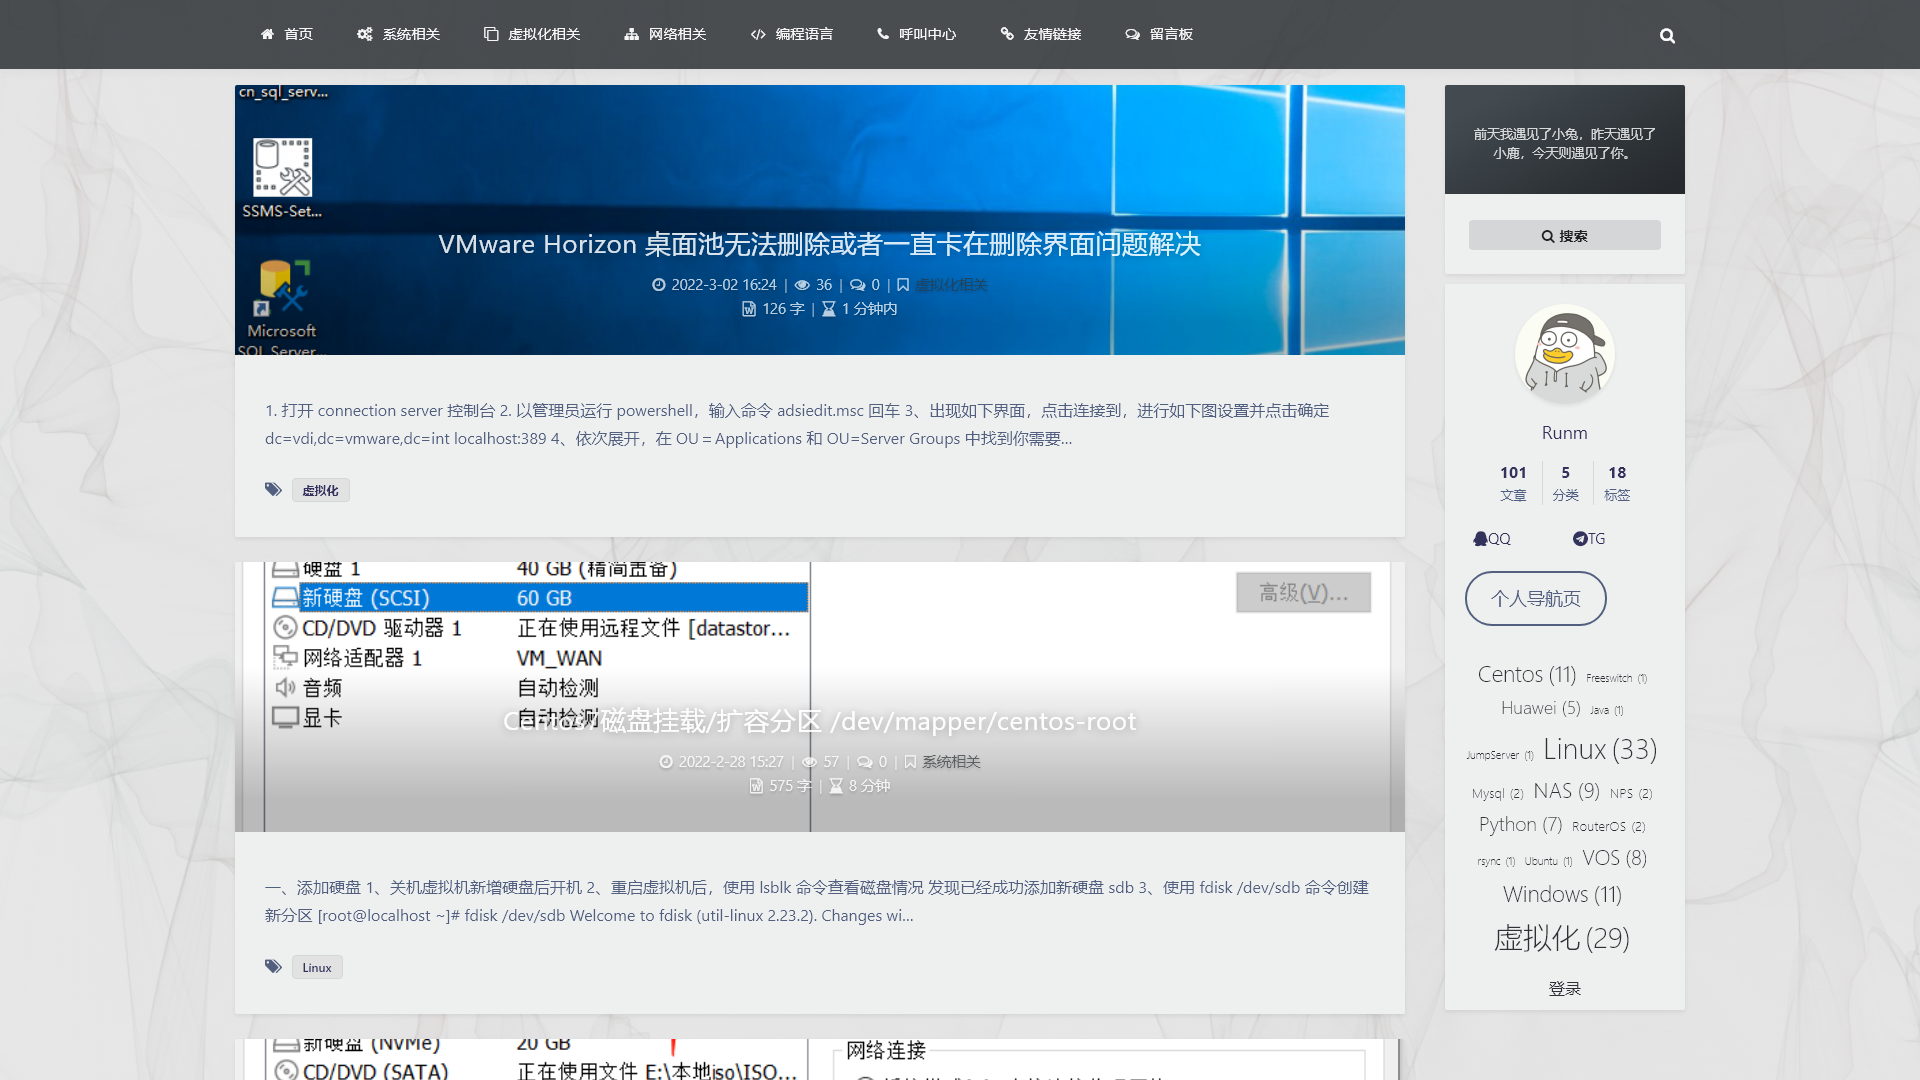 首页 系统相关 虚拟化相关 网络相关 编程语言 呼叫中心 友情链接 留言板
cn_sql_serv...
SSMS-Set...
Microsoft
SQL Server...
VMware Horizon 桌面池无法删除或者一直卡在删除界面问题解决
2022-3-02 16:24 | 36 | 0 | 虚拟化相关
126 字 | 1 分钟内
1. 打开 connection server 控制台 2. 以管理员运行 powershell，输入命令 adsiedit.msc 回车 3、出现如下界面，点击连接到，进行如下图设置并点击确定
dc=vdi,dc=vmware,dc=int localhost:389 4、依次展开，在 OU = Applications 和 OU=Server Groups 中找到你需要...
虚拟化
硬盘 1 40 GB (精简置备)
新硬盘 (SCSI) 60 GB
CD/DVD 驱动器 1 正在使用远程文件 [datastor...
网络适配器 1 VM_WAN
音频 自动检测
显卡 自动检测
高级(V)...
Centos7磁盘挂载/扩容分区 /dev/mapper/centos-root
2022-2-28 15:27 | 57 | 0 | 系统相关
575 字 | 8 分钟
一、添加硬盘 1、关机虚拟机新增硬盘后开机 2、重启虚拟机后，使用 lsblk 命令查看磁盘情况 发现已经成功添加新硬盘 sdb 3、使用 fdisk /dev/sdb 命令创建
新分区 [root@localhost ~]# fdisk /dev/sdb Welcome to fdisk (util-linux 2.23.2). Changes wi...
Linux
新硬盘 (NVMe) 20 GB
CD/DVD (SATA) 正在使用文件 E:\本地iso\ISO...
网络连接
前天我遇见了小兔，昨天遇见了
小鹿，今天则遇见了你。
搜索
Runm
101 5 18
文章 分类 标签
QQ TG
个人导航页
Centos (11) Freeswitch (1)
Huawei (5) Java (1)
JumpServer (1) Linux (33)
Mysql (2) NAS (9) NPS (2)
Python (7) RouterOS (2)
rsync (1) Ubuntu (1) VOS (8)
Windows (11)
虚拟化 (29)
登录